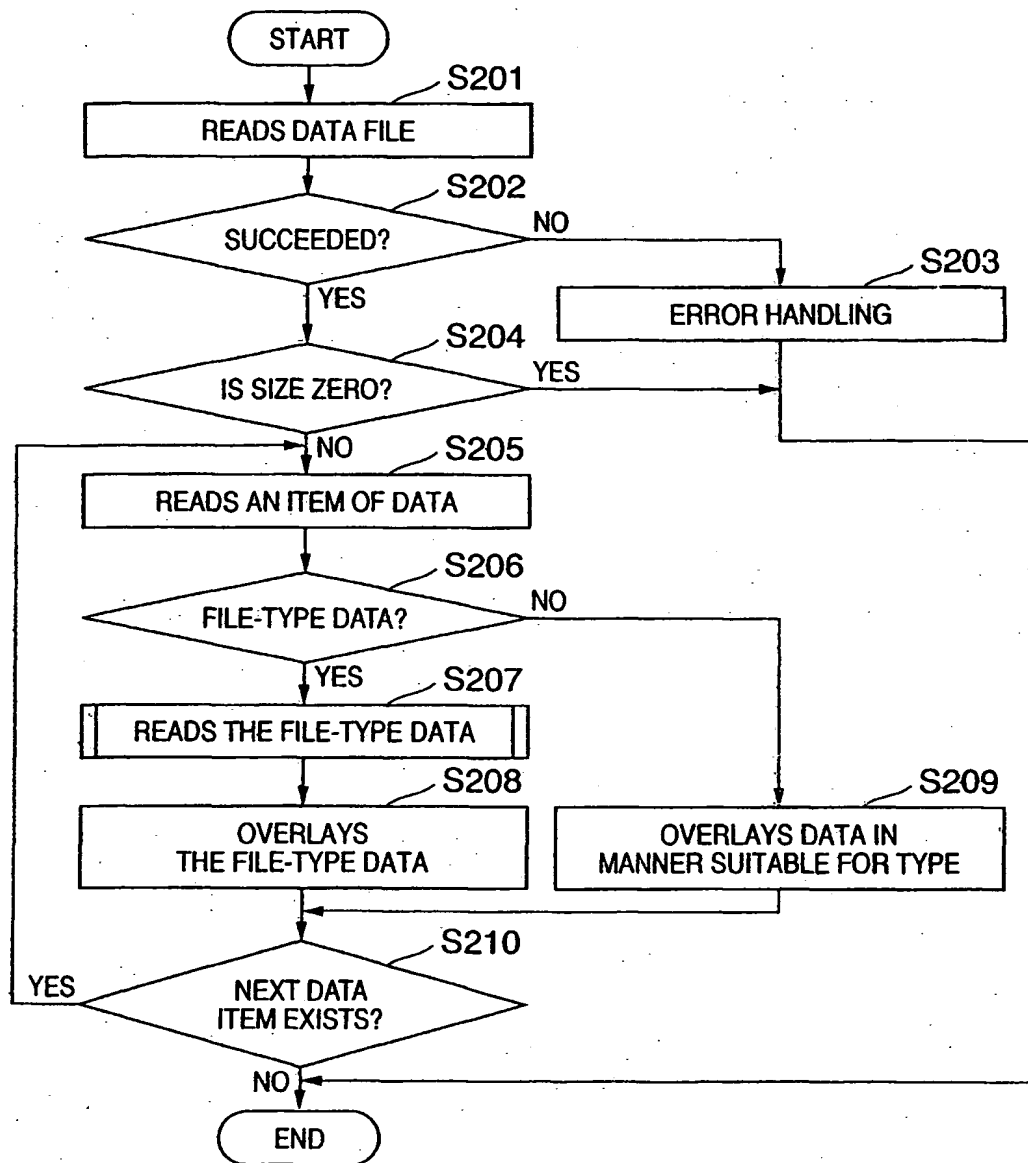 START
S201
READS DATA FILE
S202
SUCCEEDED?
NO
S203
YES
ERROR HANDLING
S204
IS SIZE ZERO?
YES
NO
S205
READS AN ITEM OF DATA
S206
FILE-TYPE DATA?
NO
YES
S207
READS THE FILE-TYPE DATA
S208
S209
OVERLAYS
THE FILE-TYPE DATA
OVERLAYS DATA IN
MANNER SUITABLE FOR TYPE
S210
YES
NEXT DATA
ITEM EXISTS?
NO
END